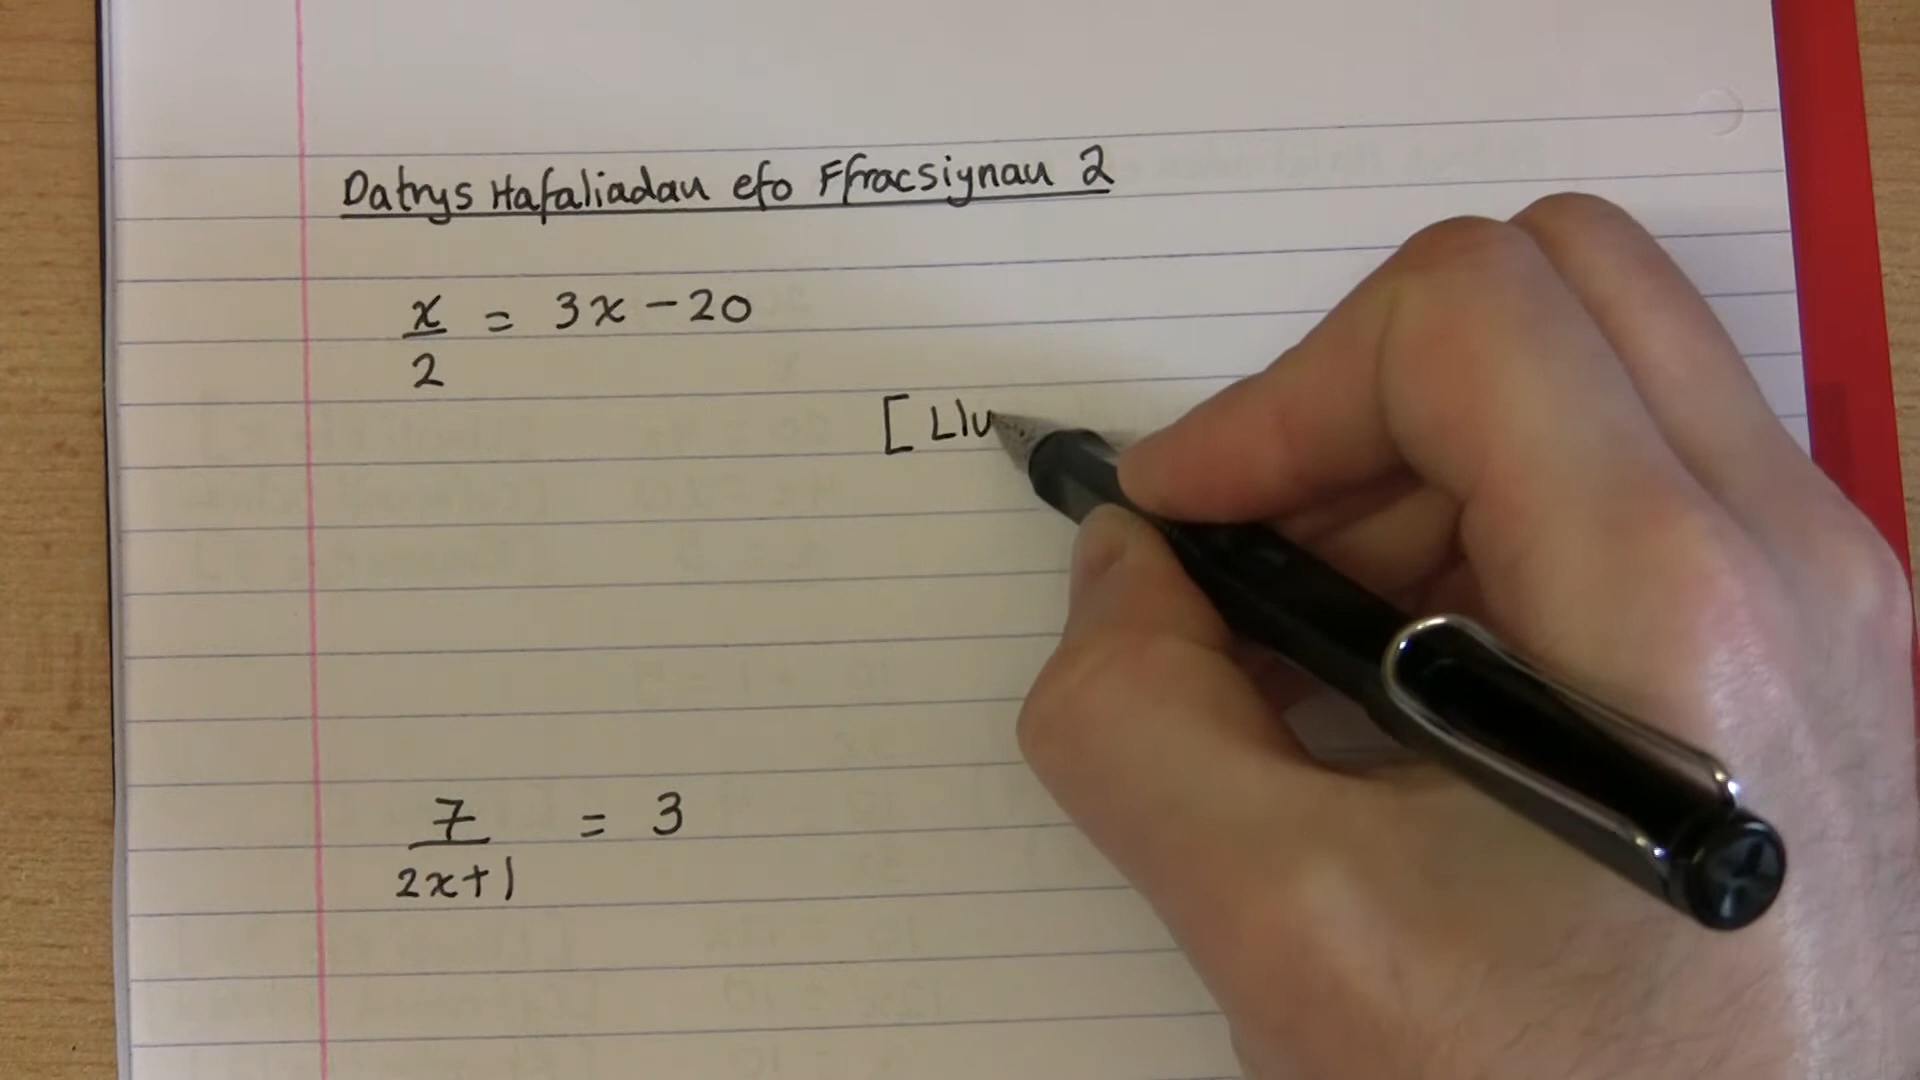 Datrys Hafaliadau efo Ffracsiynau 2
x/2 = 3x - 20
[ Llu
7/(2x+1) = 3